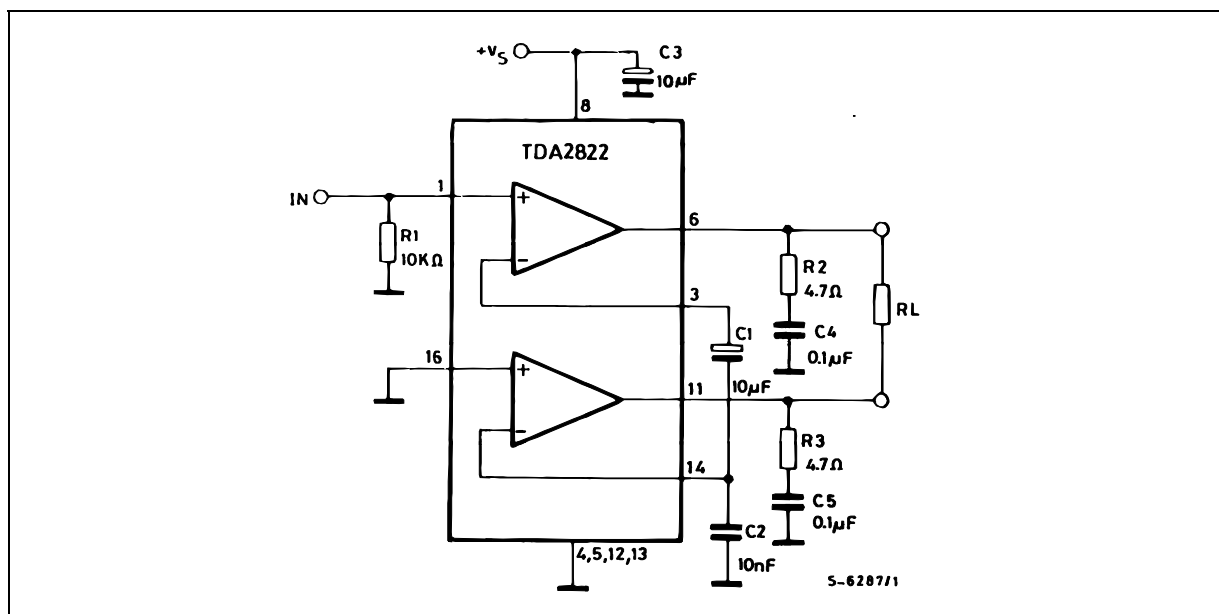 +VS
C3
10µF
8
TDA2822
IN
1
+
6
R1
10KΩ
−
R2
4.7Ω
3
RL
C1
C4
0.1µF
16
+
10µF
11
−
R3
4.7Ω
14
C5
0.1µF
C2
4,5,12,13
10nF
S-6287/1